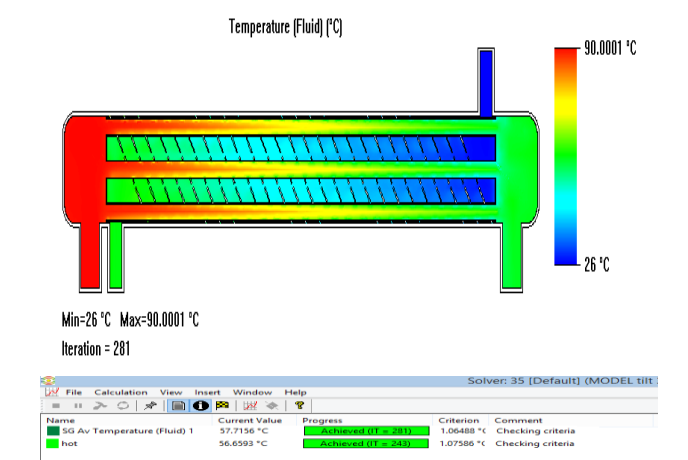 Temperature (Fluid) (°C)
90.0001 °C
26 °C
Min=26 °C Max=90.0001 °C
Iteration = 281
Solver: 35 [Default] (MODEL tilt
File Calculation View Insert Window Help
Name Current Value Progress Criterion Comment
SG Av Temperature (Fluid) 1 57.7156 °C Achieved (IT = 281) 1.06488 °C Checking criteria
hot 56.6593 °C Achieved (IT = 243) 1.07586 °C Checking criteria